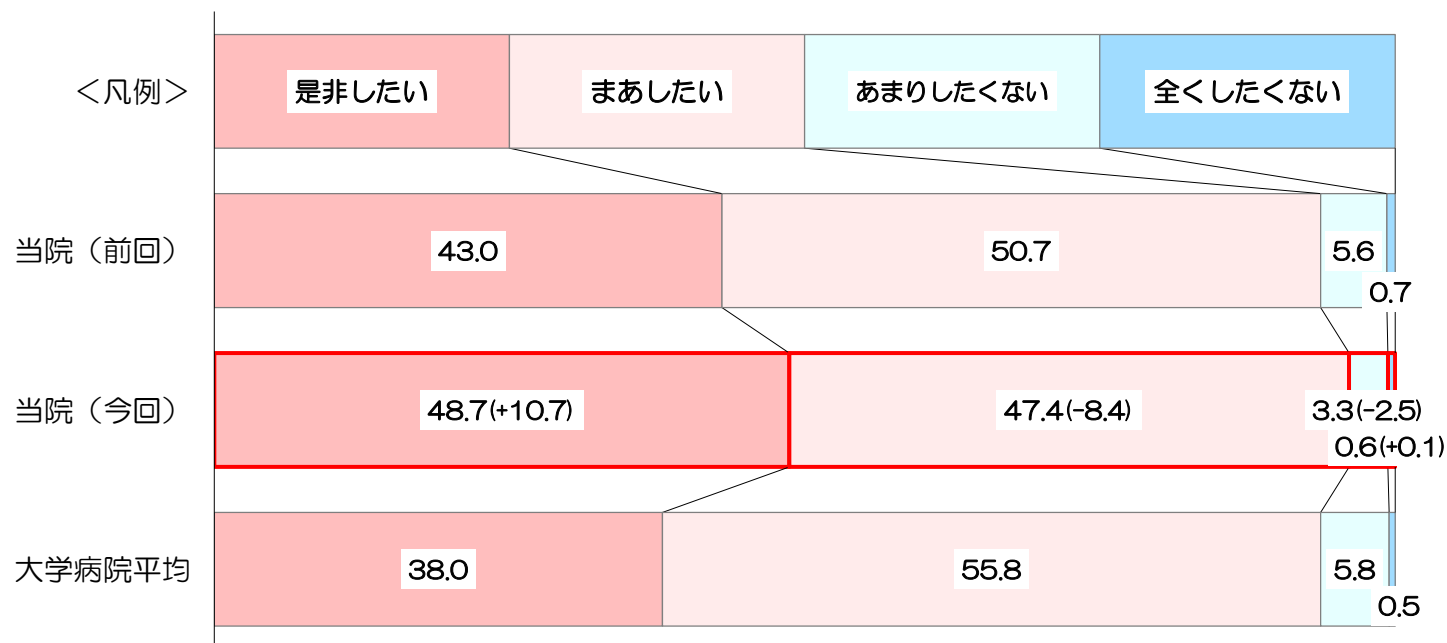 ＜凡例＞ 是非したい まあしたい あまりしたくない 全くしたくない
当院（前回） 43.0 50.7 5.6
0.7
当院（今回） 48.7(+10.7) 47.4(-8.4) 3.3(-2.5)
0.6(+0.1)
大学病院平均 38.0 55.8 5.8
0.5